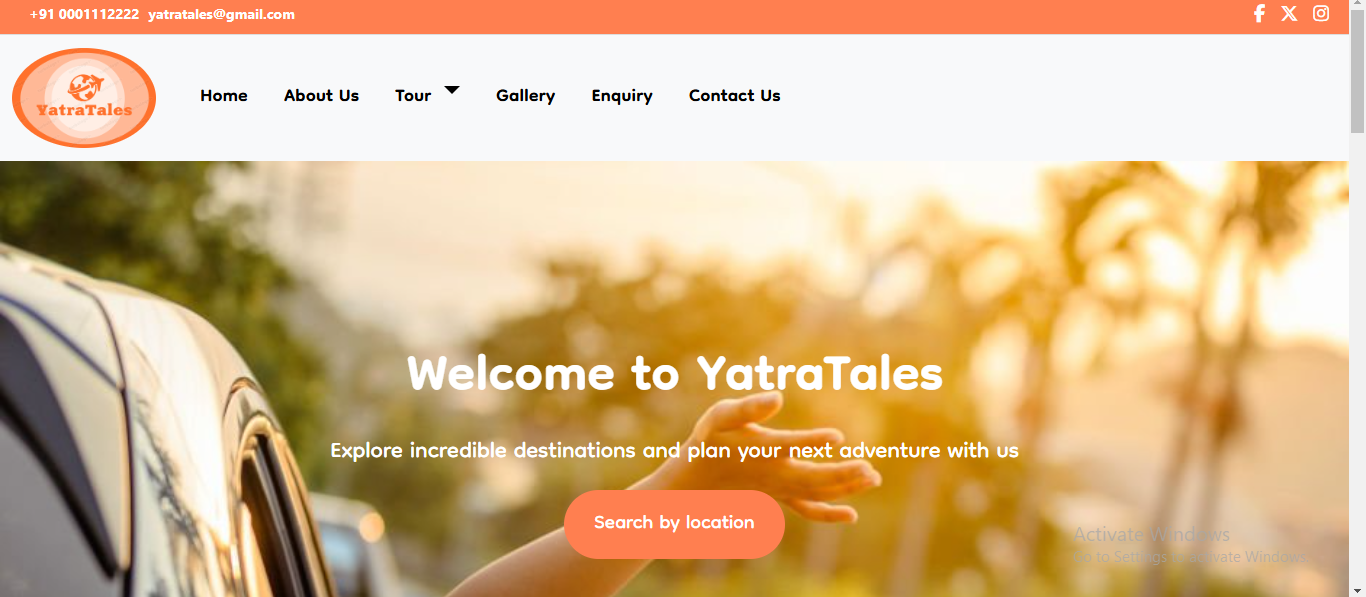 +91 0001112222 yatratales@gmail.com
YatraTales
Home About Us Tour Gallery Enquiry Contact Us
Welcome to YatraTales
Explore incredible destinations and plan your next adventure with us
Search by location
Activate Windows
Go to Settings to activate Windows.